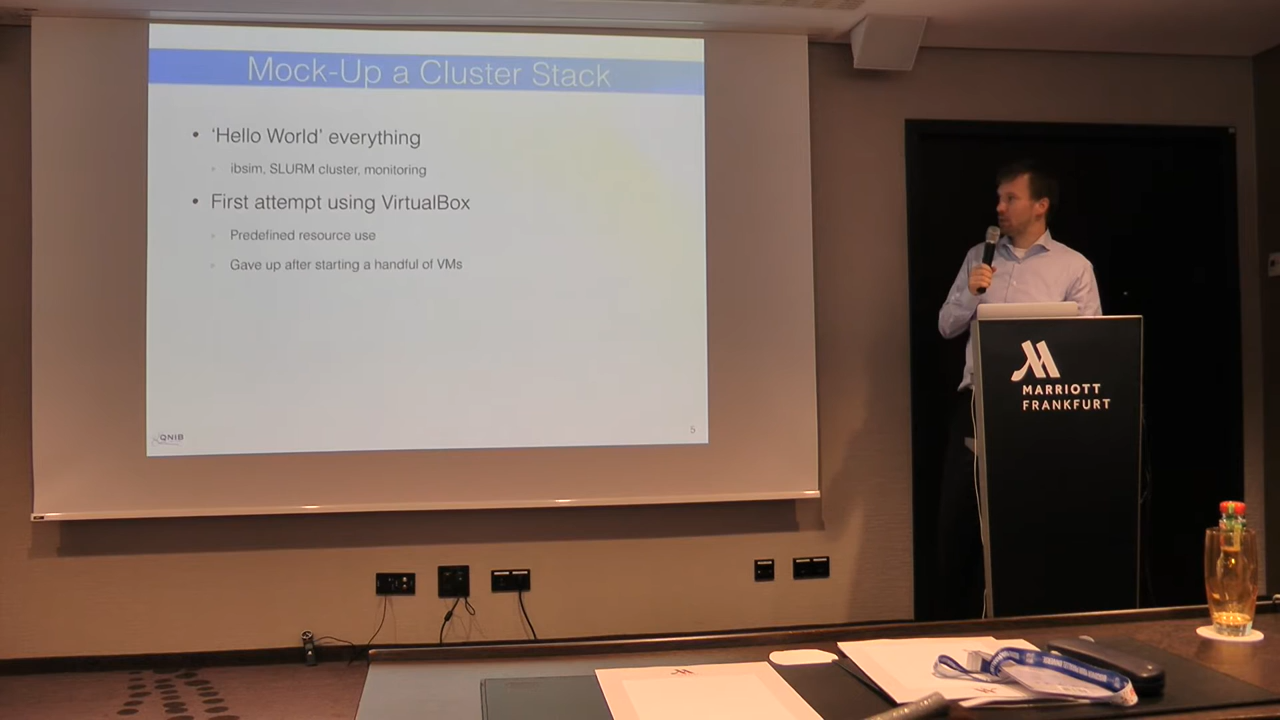 Mock-Up a Cluster Stack
• 'Hello World' everything
◦ ibsim, SLURM cluster, monitoring
• First attempt using VirtualBox
◦ Predefined resource use
◦ Gave up after starting a handful of VMs
QNIB
5
MARRIOTT
FRANKFURT